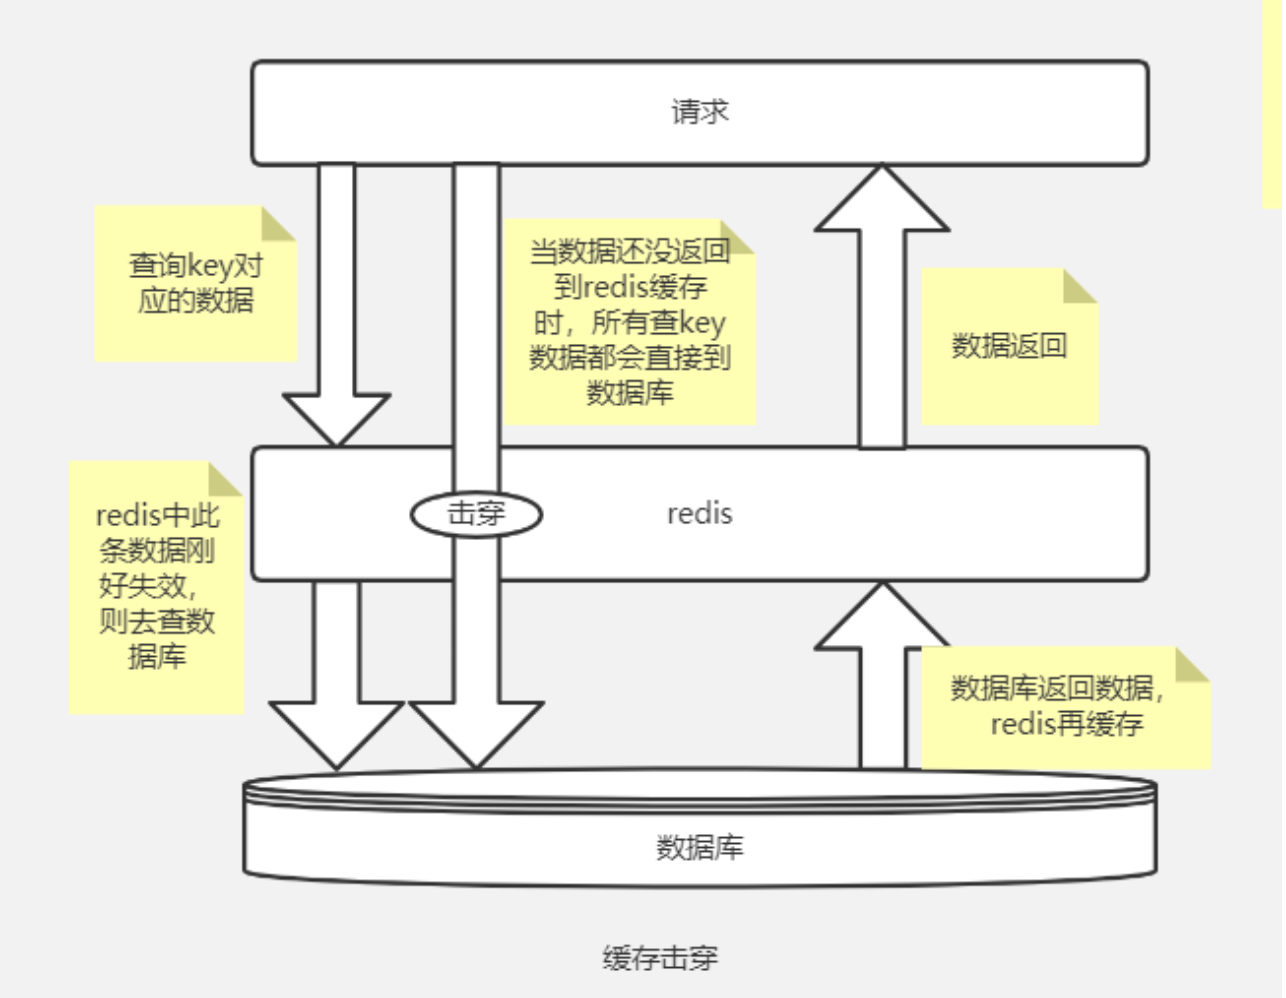 请求
查询key对
应的数据
当数据还没返回
到redis缓存
时，所有查key
数据都会直接到
数据库
数据返回
redis中此
条数据刚
好失效，
则去查数
据库
击穿
redis
数据库返回数据，
redis再缓存
数据库
缓存击穿